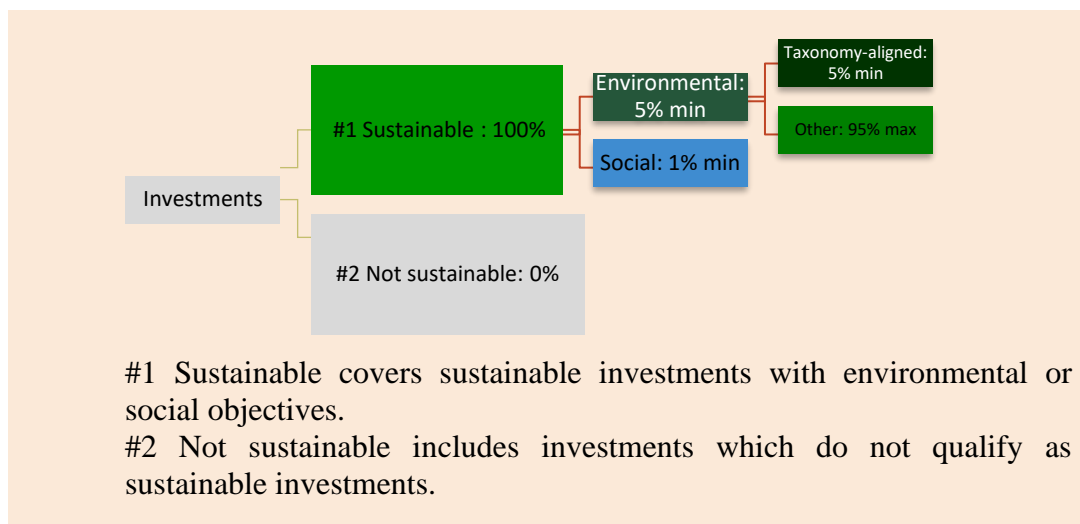 Investments
#1 Sustainable : 100%
#2 Not sustainable: 0%
Environmental:
5% min
Social: 1% min
Taxonomy-aligned:
5% min
Other: 95% max
#1 Sustainable covers sustainable investments with environmental or
social objectives.
#2 Not sustainable includes investments which do not qualify as
sustainable investments.